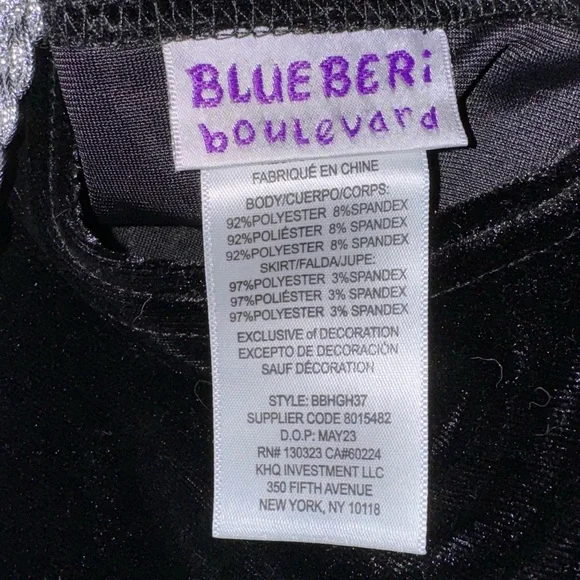 BLUEBERi
boulevard
FABRIQUÉ EN CHINE
BODY/CUERPO/CORPS:
92%POLYESTER 8%SPANDEX
92%POLIÉSTER 8% SPANDEX
92%POLYESTER 8% SPANDEX
SKIRT/FALDA/JUPE:
97%POLYESTER 3%SPANDEX
97%POLIÉSTER 3% SPANDEX
97%POLYESTER 3% SPANDEX
EXCLUSIVE of DECORATION
EXCEPTO DE DECORACIÓN
SAUF DÉCORATION
STYLE: BBHGH37
SUPPLIER CODE 8015482
D.O.P: MAY23
RN# 130323 CA#60224
KHQ INVESTMENT LLC
350 FIFTH AVENUE
NEW YORK, NY 10118